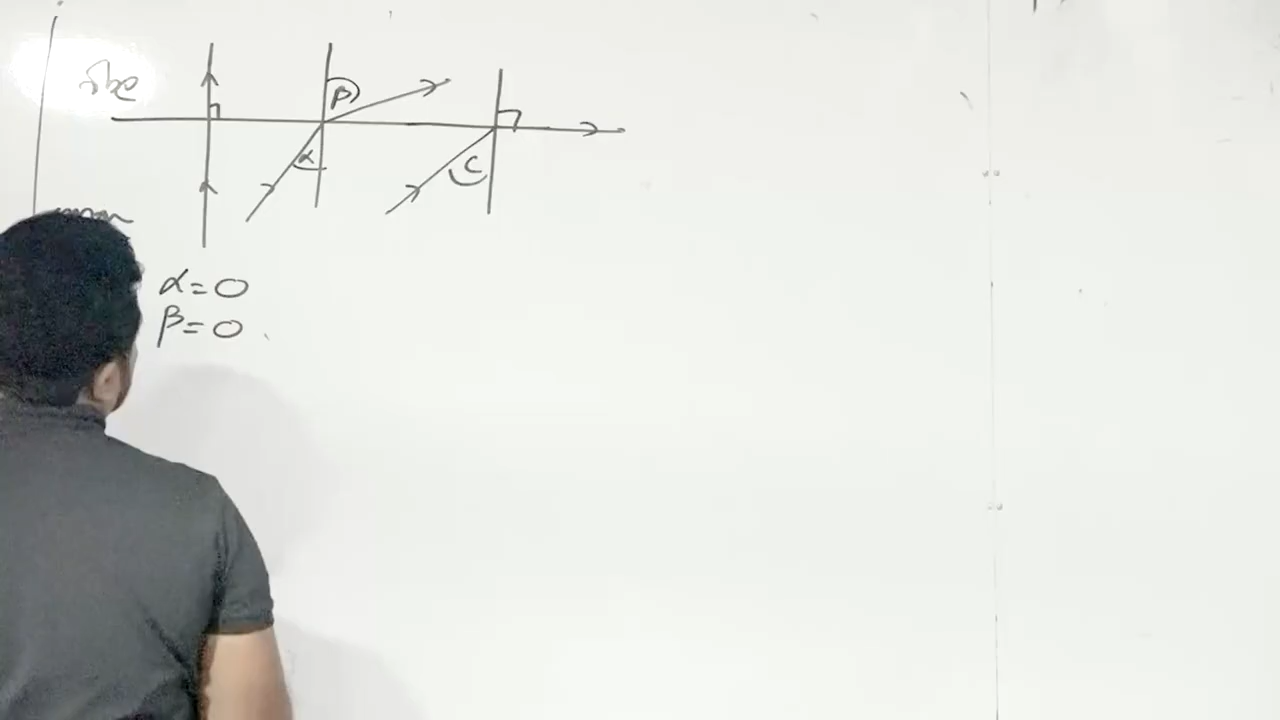 β
α
C
α = 0
β = 0